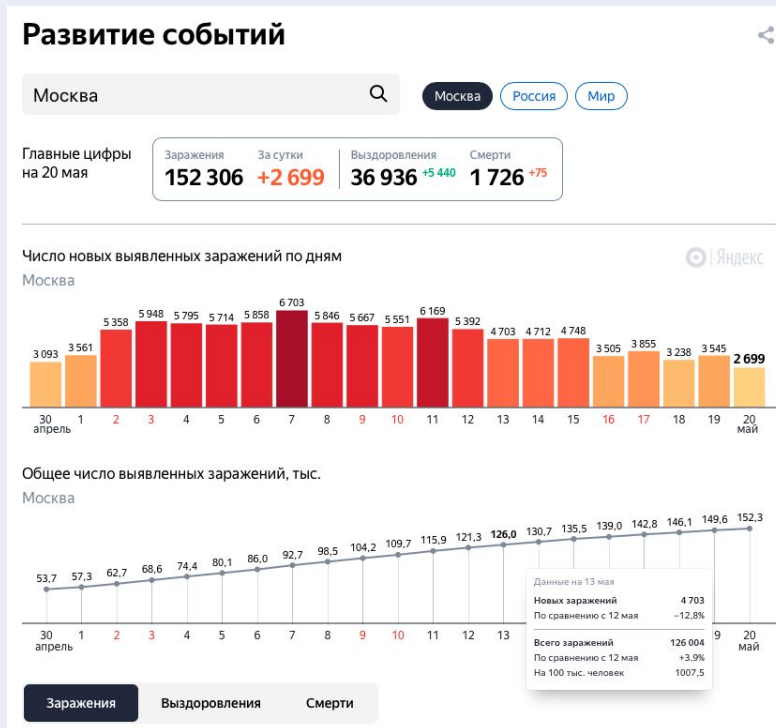 Развитие событий
Москва
Москва Россия Мир
Главные цифры
на 20 мая
Заражения За сутки Выздоровления Смерти
152 306 +2 699 36 936 +5 440 1 726 +75
Число новых выявленных заражений по дням
Яндекс
Москва
3 093 3 561 5 358 5 948 5 795 5 714 5 858 6 703 5 846 5 667 5 551 6 169 5 392 4 703 4 712 4 748 3 505 3 855 3 238 3 545 2 699
30 1 2 3 4 5 6 7 8 9 10 11 12 13 14 15 16 17 18 19 20
апрель май
Общее число выявленных заражений, тыс.
Москва
53,7 57,3 62,7 68,6 74,4 80,1 86,0 92,7 98,5 104,2 109,7 115,9 121,3 126,0 130,7 135,5 139,0 142,8 146,1 149,6 152,3
30 1 2 3 4 5 6 7 8 9 10 11 12 13 9 20
апрель май
Данные на 13 мая
Новых заражений 4 703
По сравнению с 12 мая −12,8%
Всего заражений 126 004
По сравнению с 12 мая +3,9%
На 100 тыс. человек 1007,5
Заражения Выздоровления Смерти